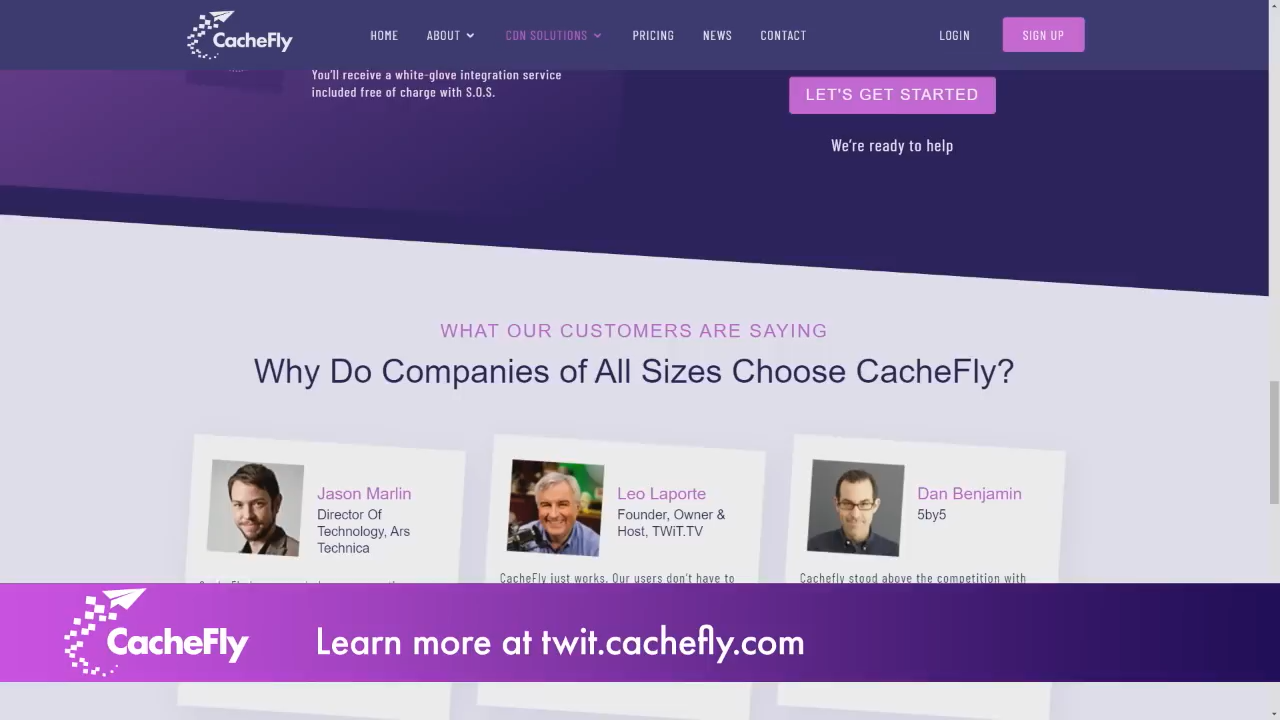 CacheFly
HOME
ABOUT
CDN SOLUTIONS
PRICING
NEWS
CONTACT
LOGIN
SIGN UP
You'll receive a white-glove integration service
included free of charge with S.O.S.
LET'S GET STARTED
We're ready to help
WHAT OUR CUSTOMERS ARE SAYING
Why Do Companies of All Sizes Choose CacheFly?
Jason Marlin
Director Of
Technology, Ars
Technica
Leo Laporte
Founder, Owner &
Host, TWiT.TV
CacheFly just works. Our users don't have to
Dan Benjamin
5by5
Cachefly stood above the competition with
CacheFly
Learn more at twit.cachefly.com